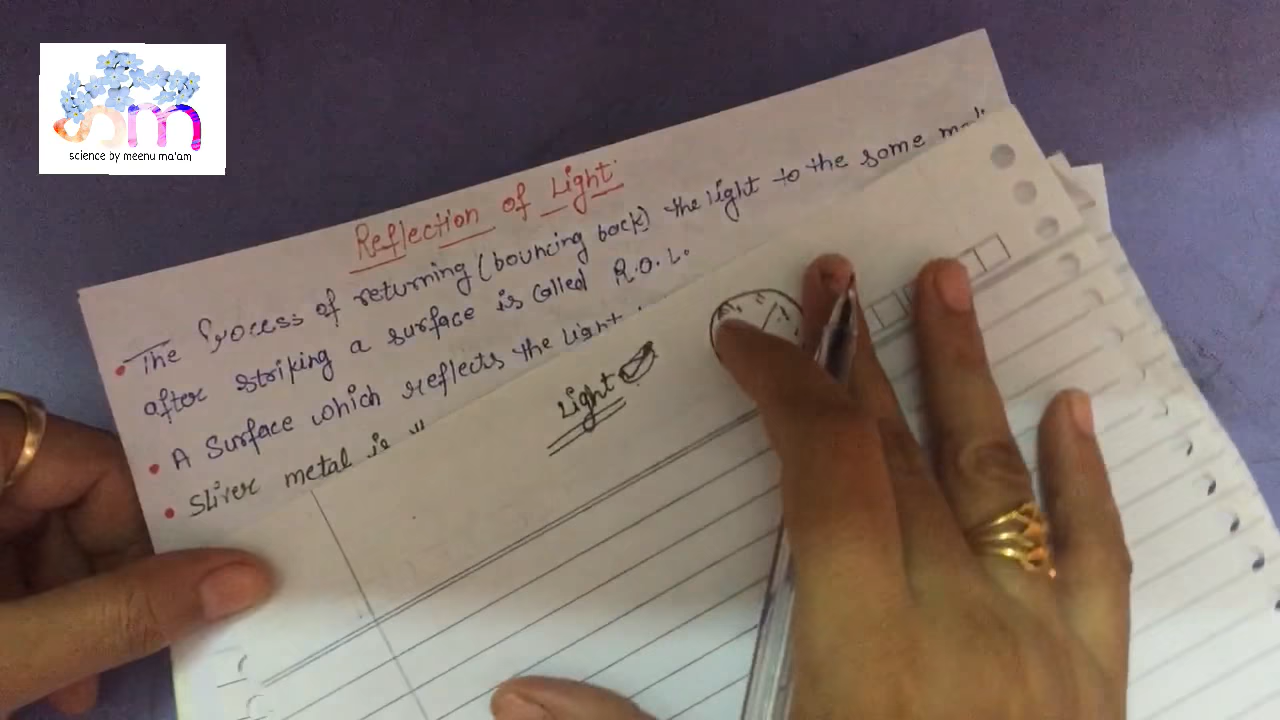 science by meenu ma'am
Reflection of Light
• The Process of returning (bouncing back) the light to the some
after striking a surface is called R.O.L.
• A Surface which reflects the light
• Sliver metal is
Light